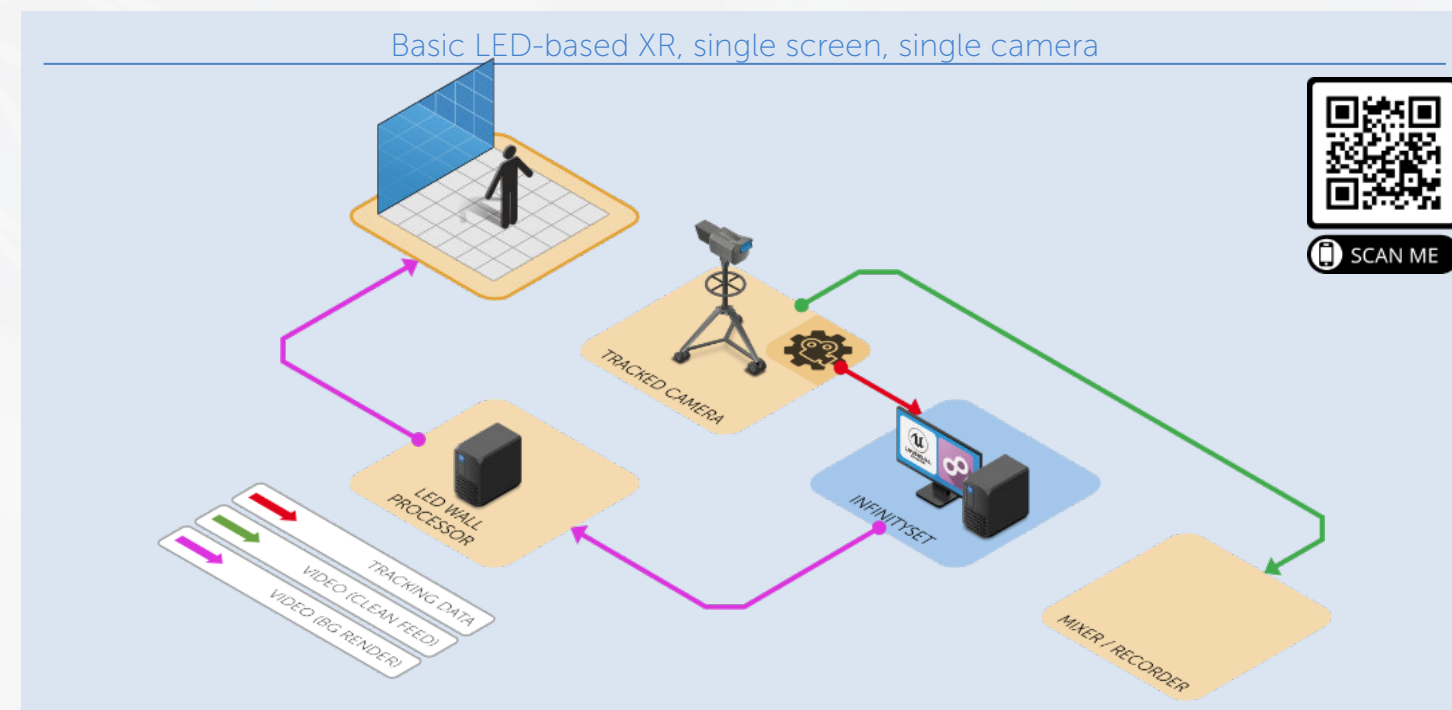 Basic LED-based XR, single screen, single camera
SCAN ME
TRACKED CAMERA
UNREAL
INFINITYSET
LED WALL
PROCESSOR
MIXER / RECORDER
TRACKING DATA
VIDEO (CLEAN FEED)
VIDEO (BG RENDER)